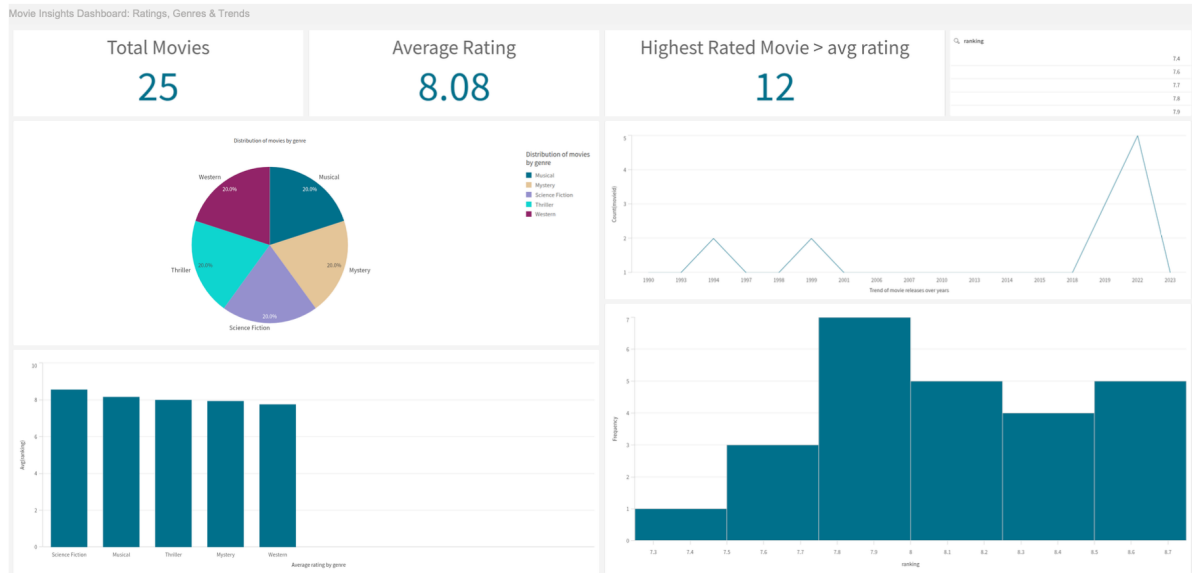 Movie Insights Dashboard: Ratings, Genres & Trends
Total Movies
25
Average Rating
8.08
Highest Rated Movie > avg rating
12
ranking
7.4
7.6
7.7
7.8
7.9
Distribution of movies by genre
Western
20.0%
Musical
20.0%
Thriller
20.0%
Mystery
20.0%
Science Fiction
20.0%
Distribution of movies
by genre
Musical
Mystery
Science Fiction
Thriller
Western
Count(movieid)
5
4
3
2
1
1990 1993 1994 1997 1998 1999 2001 2006 2007 2010 2013 2014 2015 2018 2019 2022 2023
Trend of movie releases over years
Avg(ranking)
10
8
6
4
2
0
Science Fiction Musical Thriller Mystery Western
Average rating by genre
Frequency
7
6
5
4
3
2
1
0
7.3 7.4 7.5 7.6 7.7 7.8 7.9 8 8.1 8.2 8.3 8.4 8.5 8.6 8.7
ranking